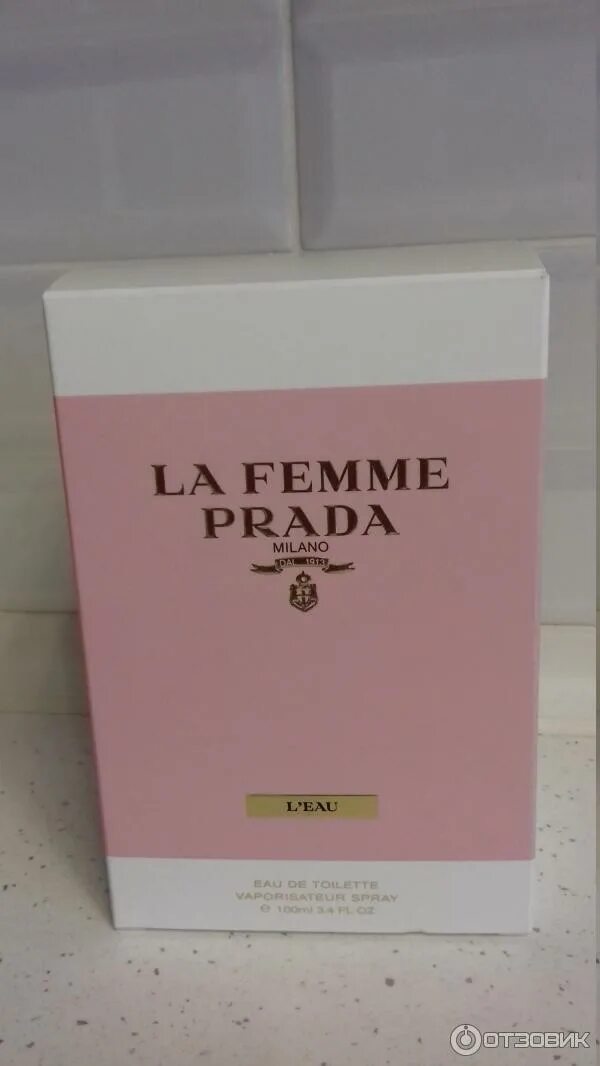 LA FEMME
PRADA
MILANO
DAL 1913
L'EAU
EAU DE TOILETTE
VAPORISATEUR SPRAY
e 100ml 3.4 FL. OZ
ОТЗОВИК